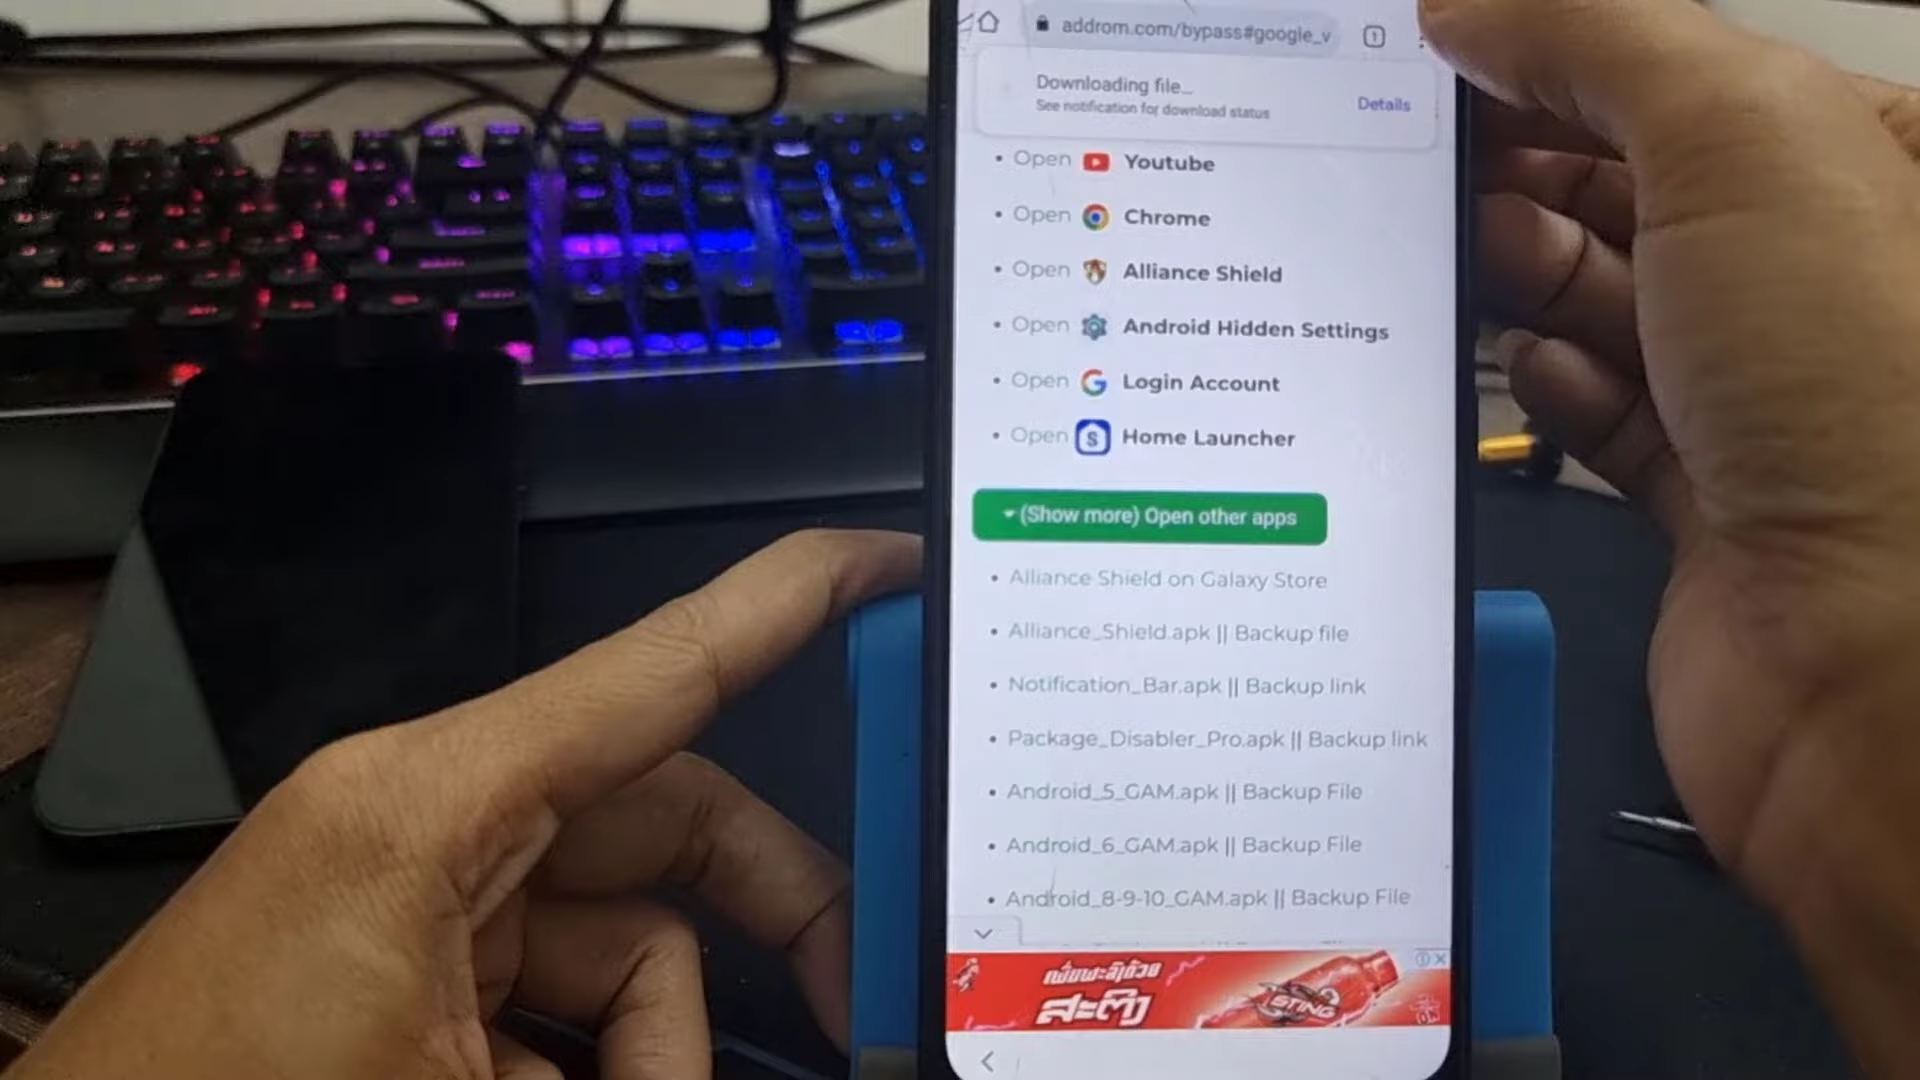 addrom.com/bypass#google_v
1
Downloading file...
See notification for download status
Details
• Open Youtube
• Open Chrome
• Open Alliance Shield
• Open Android Hidden Settings
• Open Login Account
• Open Home Launcher
(Show more) Open other apps
• Alliance Shield on Galaxy Store
• Alliance_Shield.apk || Backup file
• Notification_Bar.apk || Backup link
• Package_Disabler_Pro.apk || Backup link
• Android_5_GAM.apk || Backup File
• Android_6_GAM.apk || Backup File
• Android_8-9-10_GAM.apk || Backup File
STING